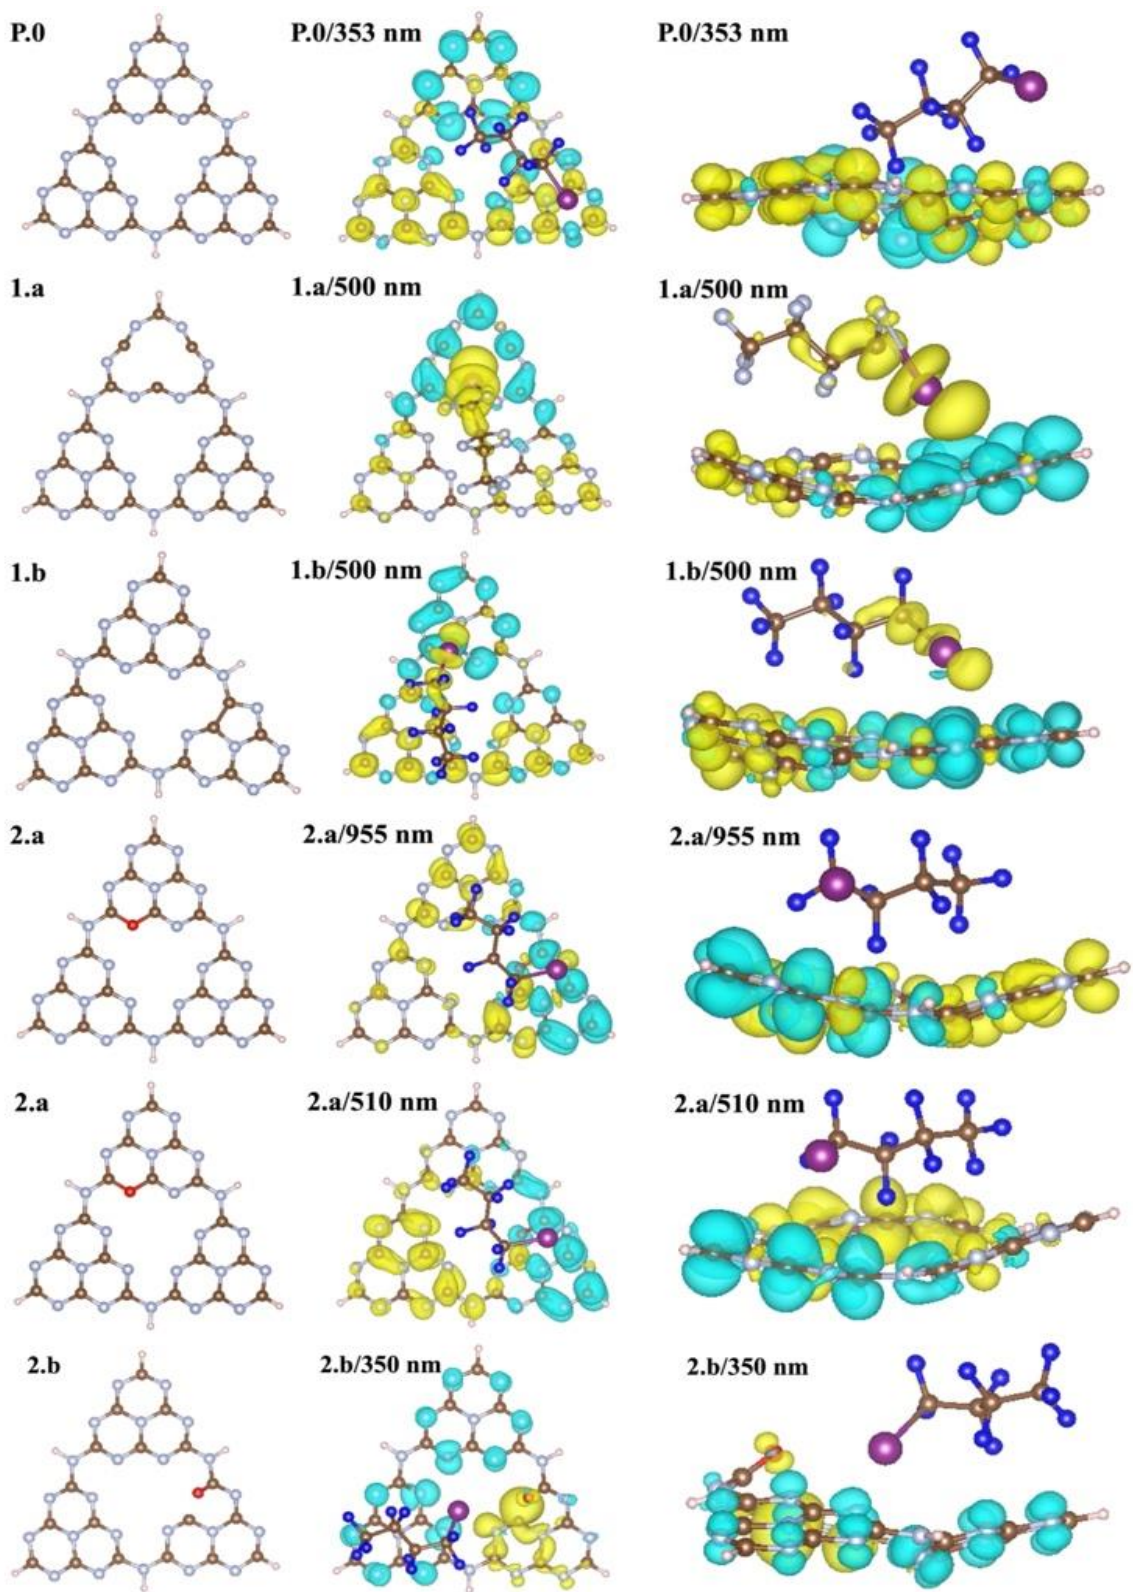 P.0 P.0/353 nm P.0/353 nm
1.a 1.a/500 nm 1.a/500 nm
1.b 1.b/500 nm 1.b/500 nm
2.a 2.a/955 nm 2.a/955 nm
2.a 2.a/510 nm 2.a/510 nm
2.b 2.b/350 nm 2.b/350 nm